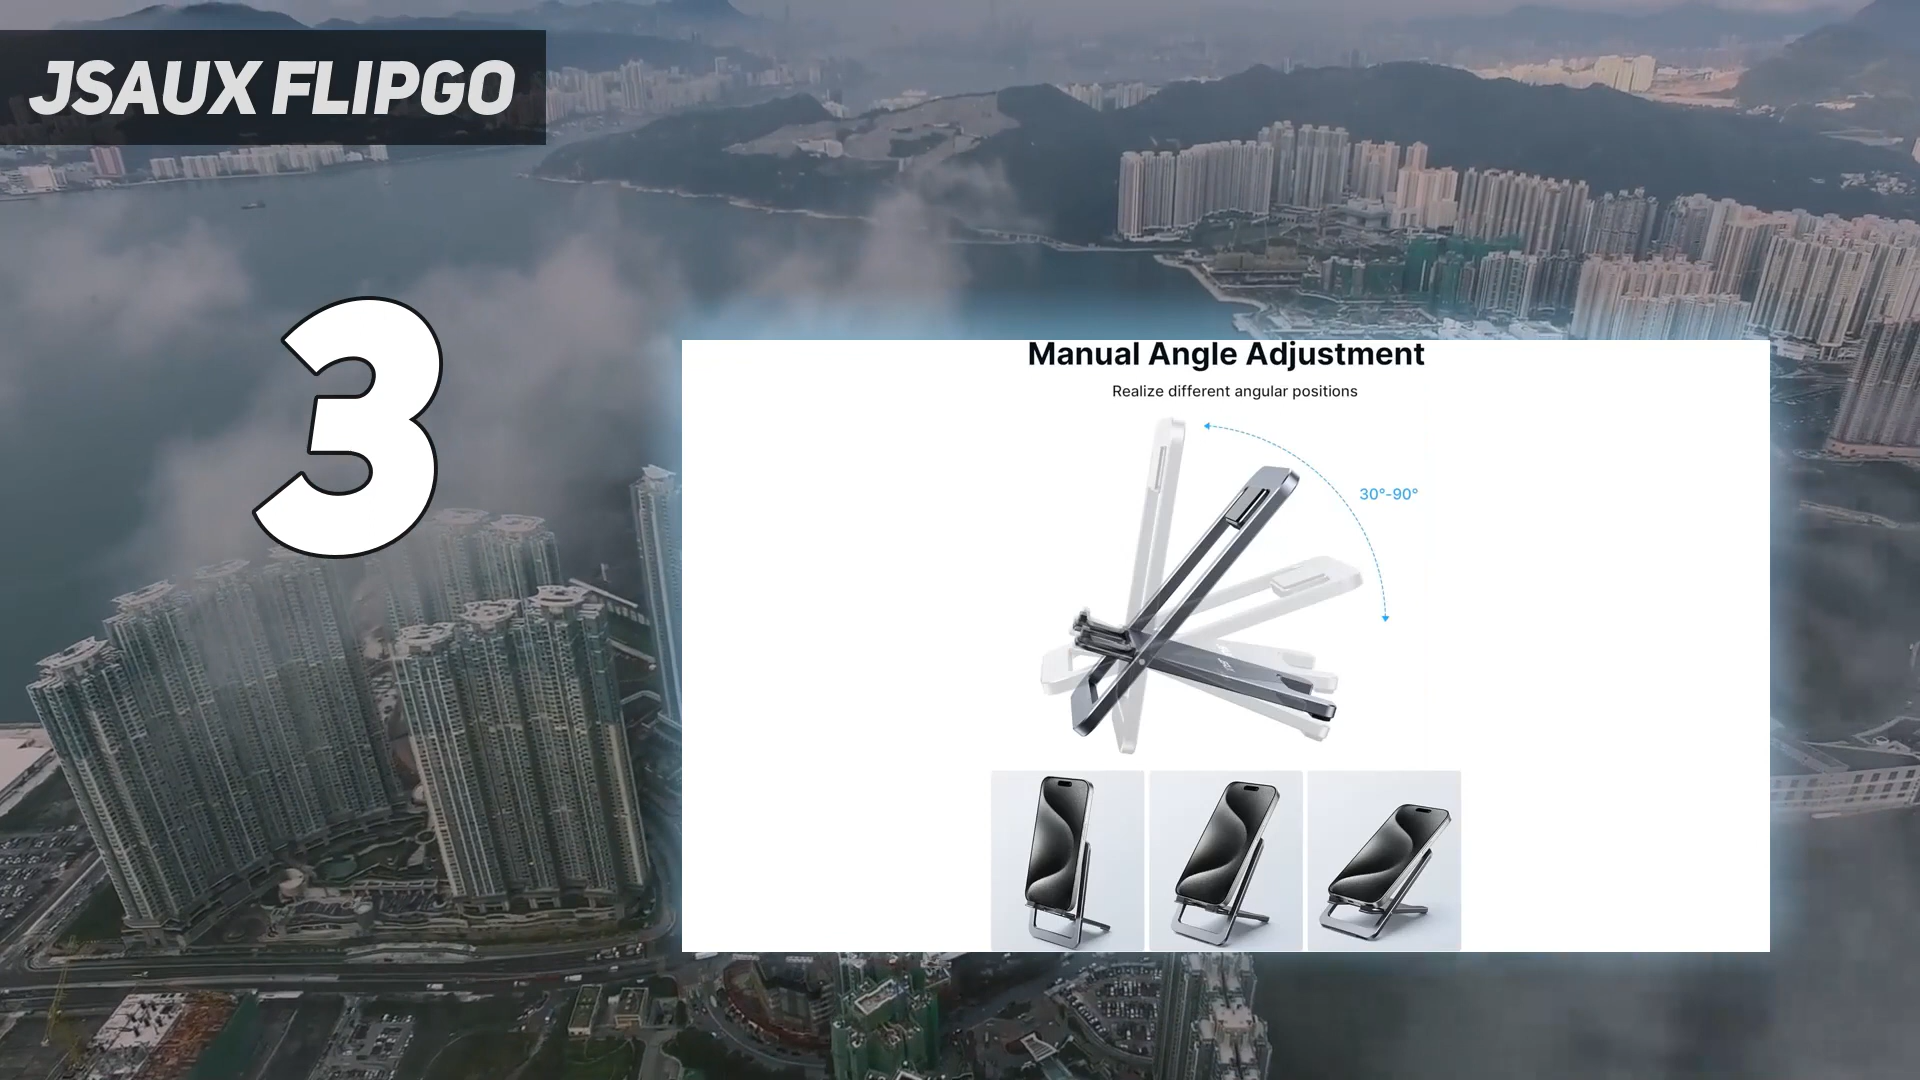 JSAUX FLIPGO
3
Manual Angle Adjustment
Realize different angular positions
30°-90°